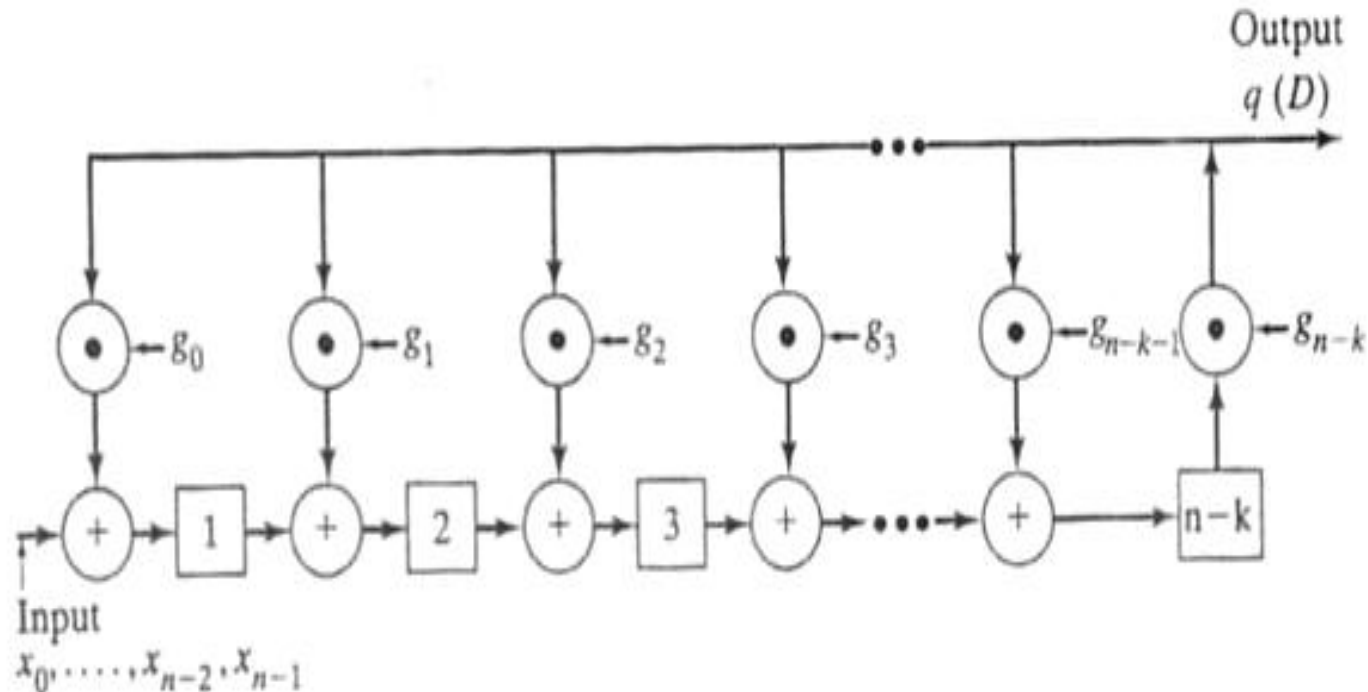 Output
q (D)
g₀ g₁ g₂ g₃ gₙ₋ₖ₋₁ gₙ₋ₖ
+ 1 + 2 + 3 + + n-k
Input
x₀, . . . . , xₙ₋₂, xₙ₋₁